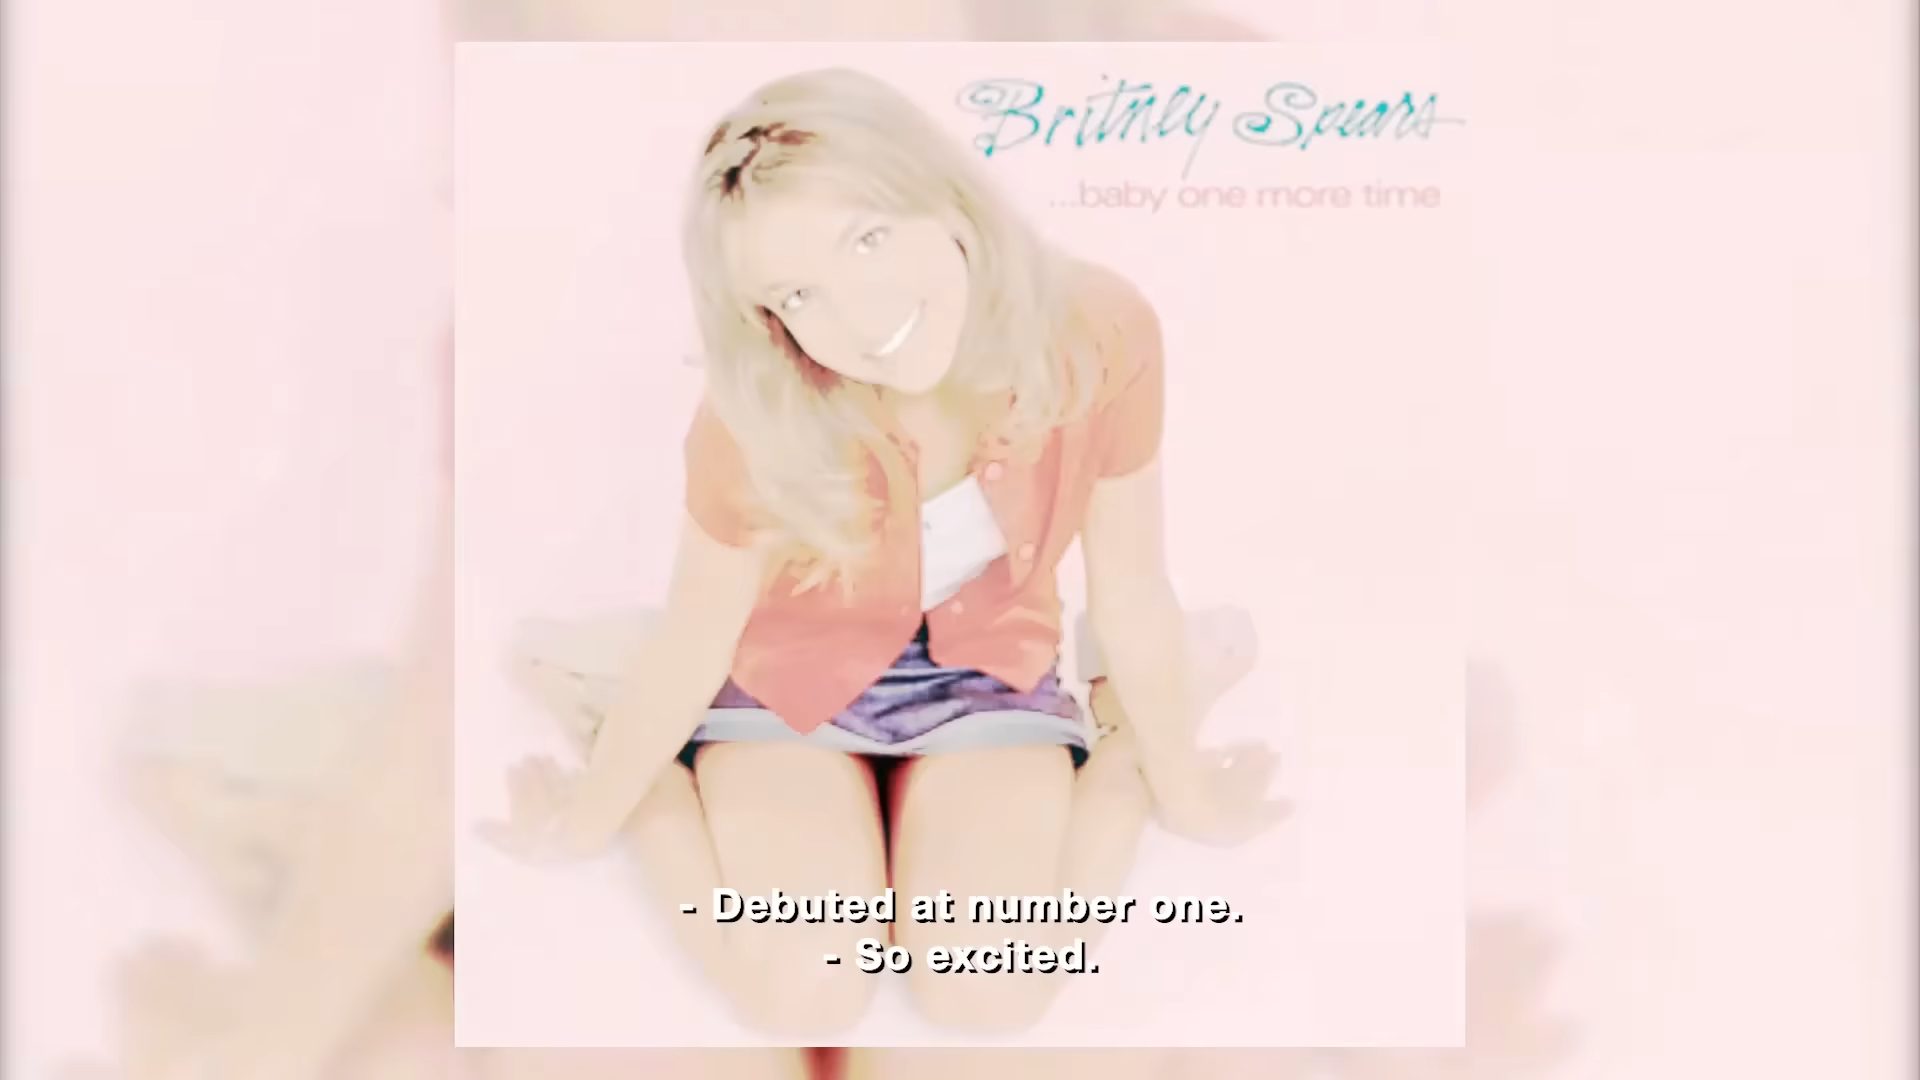 Britney Spears
...baby one more time
- Debuted at number one.
- So excited.